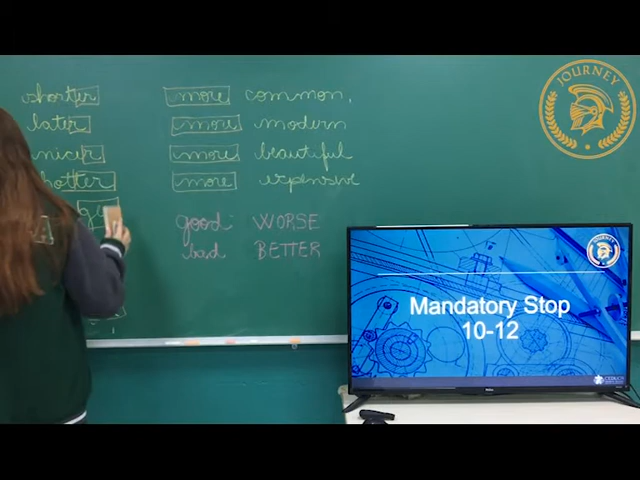 JOURNEY
shorter more common,
later more modern
nicer more beautiful
hotter more expensive
good WORSE
bad BETTER
Mandatory Stop
10-12